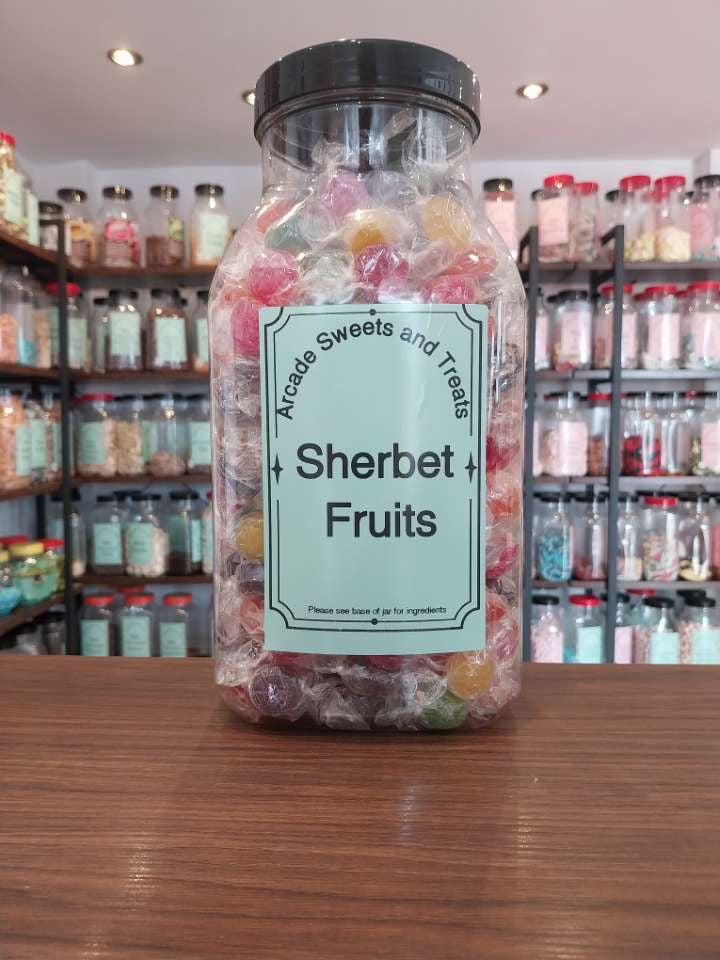 Arcade Sweets and Treats
Sherbet
Fruits
Please see base of jar for ingredients